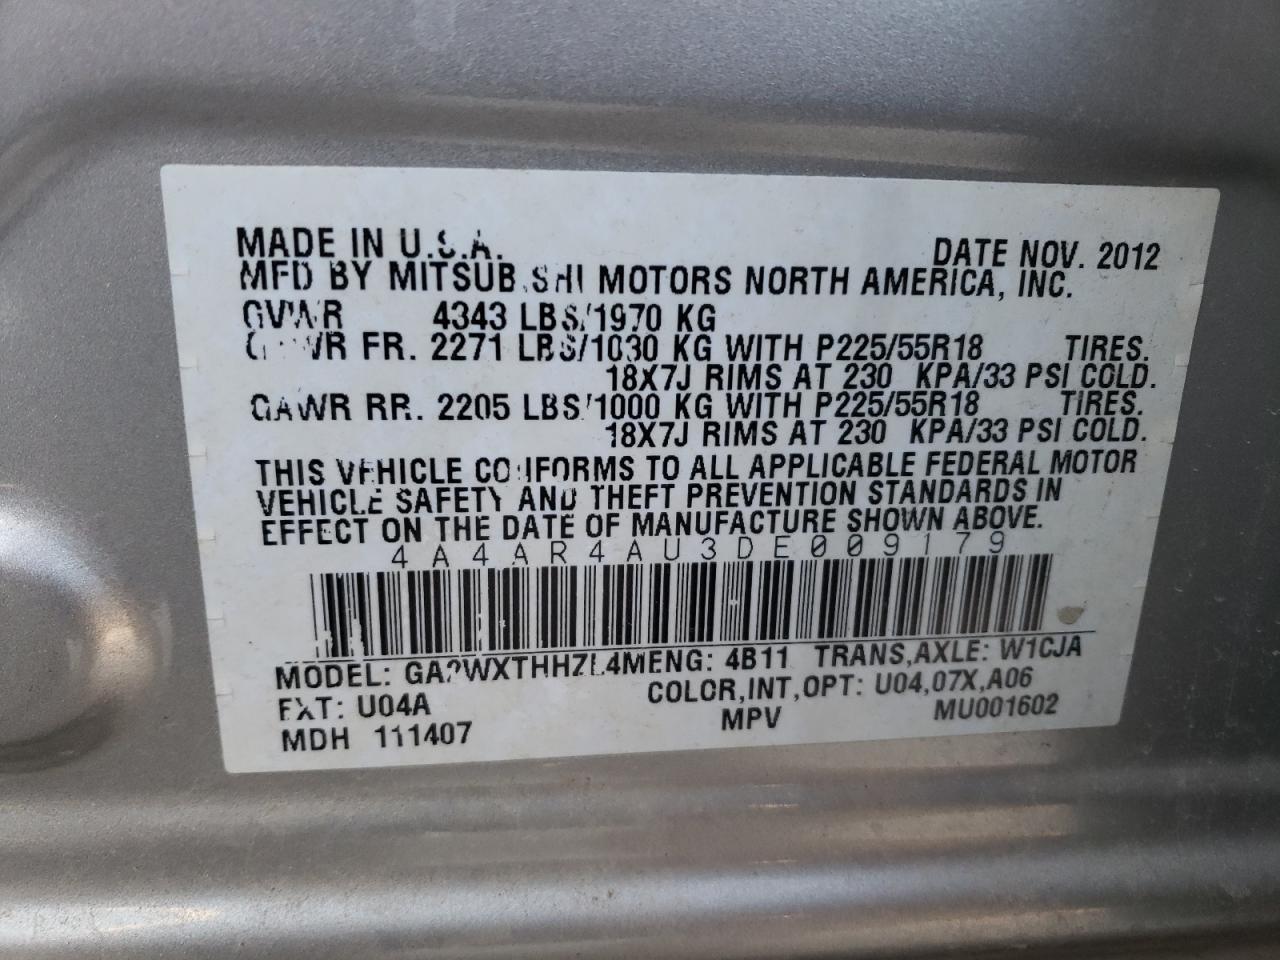 MADE IN U.S.A. DATE NOV. 2012
MFD BY MITSUBISHI MOTORS NORTH AMERICA, INC.
GVWR 4343 LBS/1970 KG
GAWR FR. 2271 LBS/1030 KG WITH P225/55R18 TIRES.
18X7J RIMS AT 230 KPA/33 PSI COLD.
GAWR RR. 2205 LBS/1000 KG WITH P225/55R18 TIRES.
18X7J RIMS AT 230 KPA/33 PSI COLD.
THIS VEHICLE CONFORMS TO ALL APPLICABLE FEDERAL MOTOR
VEHICLE SAFETY AND THEFT PREVENTION STANDARDS IN
EFFECT ON THE DATE OF MANUFACTURE SHOWN ABOVE.
4A4AR4AU3DE009179
MODEL: GA2WXTHHZL4M ENG: 4B11 TRANS,AXLE: W1CJA
EXT: U04A COLOR,INT,OPT: U04,07X,A06
MDH 111407 MPV MU001602